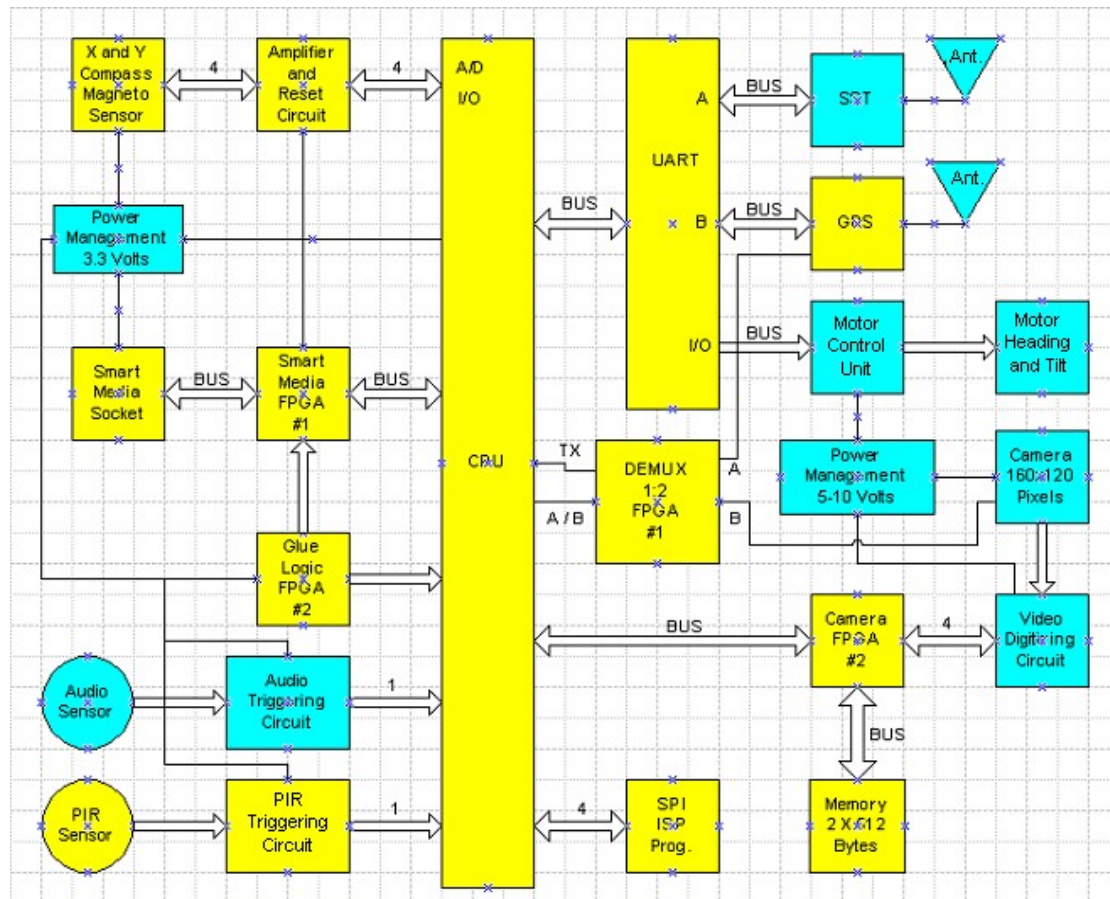 X and Y
Compass
Magneto
Sensor
4
Amplifier
and
Reset
Circuit
4
A/D
I/O
CPU
BUS
UART
A
B
I/O
BUS
Ant.
BUS
GPS
Ant.
BUS
Motor
Control
Unit
Motor
Heading
and Tilt
Power
Management
3.3 Volts
Smart
Media
Socket
BUS
Smart
Media
FPGA
#1
BUS
TX
A / B
DEMUX
1:2
FPGA
#1
A
B
Power
Management
5-10 Volts
Camera
160x120
Pixels
Glue
Logic
FPGA
#2
BUS
Camera
FPGA
#2
4
Video
Digitizing
Circuit
Audio
Sensor
Audio
Triggering
Circuit
1
BUS
PIR
Sensor
PIR
Triggering
Circuit
1
4
SPI
ISP
Prog.
Memory
2 X 512
Bytes